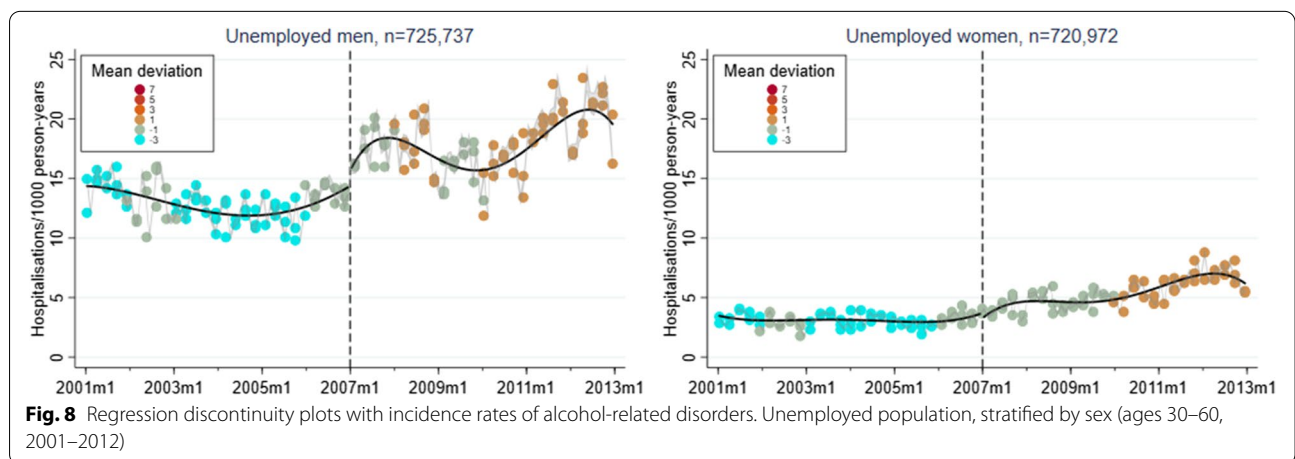 Unemployed men, n=725,737
Mean deviation
7
5
3
1
-1
-3
Hospitalisations/1000 person-years
25
20
15
10
5
0
2001m1 2003m1 2005m1 2007m1 2009m1 2011m1 2013m1
Unemployed women, n=720,972
Mean deviation
7
5
3
1
-1
-3
Hospitalisations/1000 person-years
25
20
15
10
5
0
2001m1 2003m1 2005m1 2007m1 2009m1 2011m1 2013m1
Fig. 8 Regression discontinuity plots with incidence rates of alcohol-related disorders. Unemployed population, stratified by sex (ages 30–60,
2001–2012)